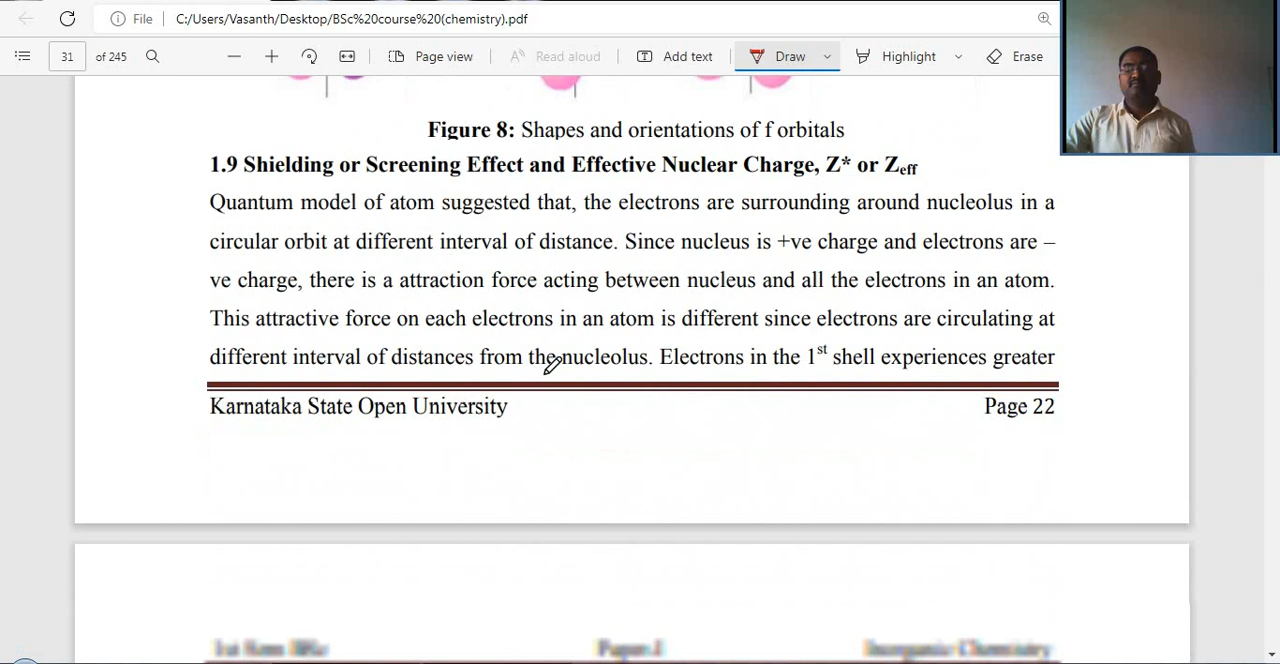 File C:/Users/Vasanth/Desktop/BSc%20course%20(chemistry).pdf
31 of 245 Page view Read aloud Add text Draw Highlight Erase
Figure 8: Shapes and orientations of f orbitals
1.9 Shielding or Screening Effect and Effective Nuclear Charge, Z* or Zeff
Quantum model of atom suggested that, the electrons are surrounding around nucleolus in a
circular orbit at different interval of distance. Since nucleus is +ve charge and electrons are –
ve charge, there is a attraction force acting between nucleus and all the electrons in an atom.
This attractive force on each electrons in an atom is different since electrons are circulating at
different interval of distances from the nucleolus. Electrons in the 1st shell experiences greater
Karnataka State Open University Page 22
1st Sem BSc Paper-I Inorganic Chemistry